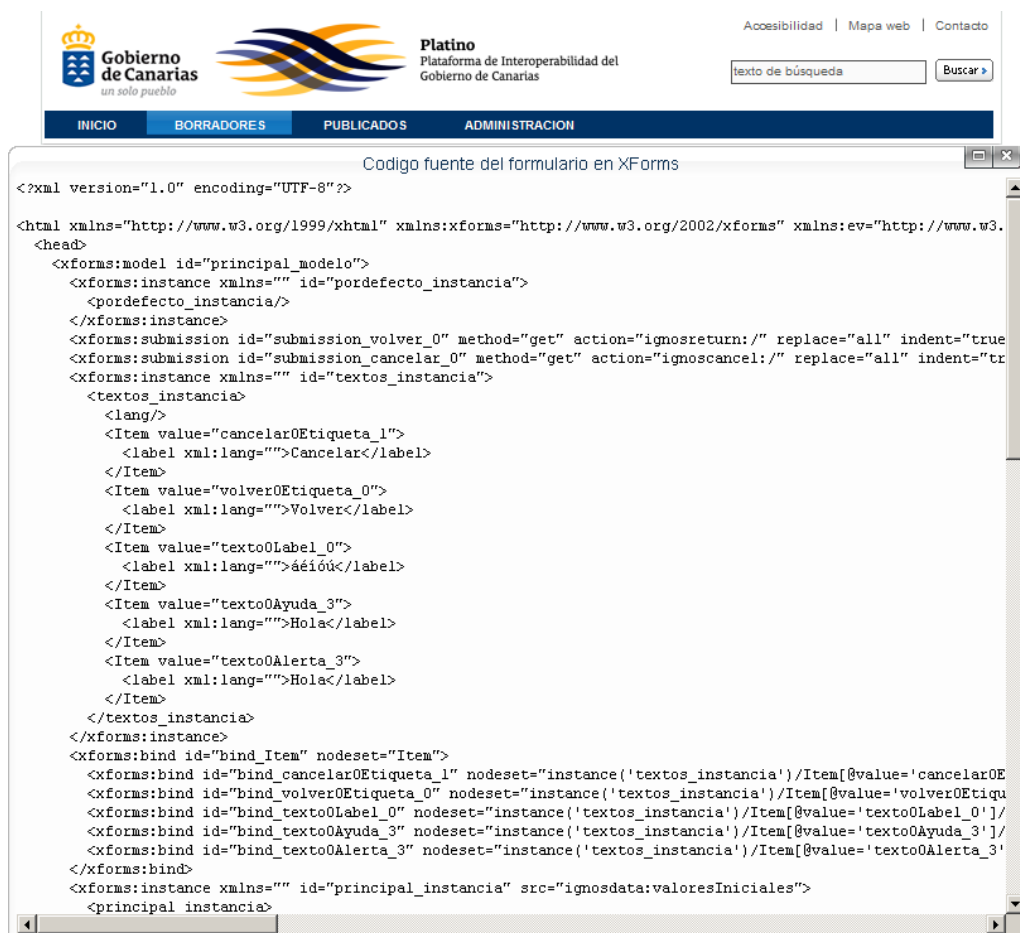 Accesibilidad | Mapa web | Contacto
Gobierno
de Canarias
un solo pueblo
Platino
Plataforma de Interoperabilidad del
Gobierno de Canarias
texto de búsqueda
Buscar
INICIO BORRADORES PUBLICADOS ADMINISTRACION
Codigo fuente del formulario en XForms
<?xml version="1.0" encoding="UTF-8"?>
<html xmlns="http://www.w3.org/1999/xhtml" xmlns:xforms="http://www.w3.org/2002/xforms" xmlns:ev="http://www.w3.
<head>
<xforms:model id="principal_modelo">
<xforms:instance xmlns="" id="pordefecto_instancia">
<pordefecto_instancia/>
</xforms:instance>
<xforms:submission id="submission_volver_0" method="get" action="ignosreturn:/" replace="all" indent="true
<xforms:submission id="submission_cancelar_0" method="get" action="ignoscancel:/" replace="all" indent="tr
<xforms:instance xmlns="" id="textos_instancia">
<textos_instancia>
<lang/>
<Item value="cancelar0Etiqueta_1">
<label xml:lang="">Cancelar</label>
</Item>
<Item value="volver0Etiqueta_0">
<label xml:lang="">Volver</label>
</Item>
<Item value="texto0Label_0">
<label xml:lang="">áéíóú</label>
</Item>
<Item value="texto0Ayuda_3">
<label xml:lang="">Hola</label>
</Item>
<Item value="texto0Alerta_3">
<label xml:lang="">Hola</label>
</Item>
</textos_instancia>
</xforms:instance>
<xforms:bind id="bind_Item" nodeset="Item">
<xforms:bind id="bind_cancelar0Etiqueta_1" nodeset="instance('textos_instancia')/Item[@value='cancelar0E
<xforms:bind id="bind_volver0Etiqueta_0" nodeset="instance('textos_instancia')/Item[@value='volver0Etiqu
<xforms:bind id="bind_texto0Label_0" nodeset="instance('textos_instancia')/Item[@value='texto0Label_0']/
<xforms:bind id="bind_texto0Ayuda_3" nodeset="instance('textos_instancia')/Item[@value='texto0Ayuda_3']/
<xforms:bind id="bind_texto0Alerta_3" nodeset="instance('textos_instancia')/Item[@value='texto0Alerta_3'
</xforms:bind>
<xforms:instance xmlns="" id="principal_instancia" src="ignosdata:valoresIniciales">
<principal_instancia>